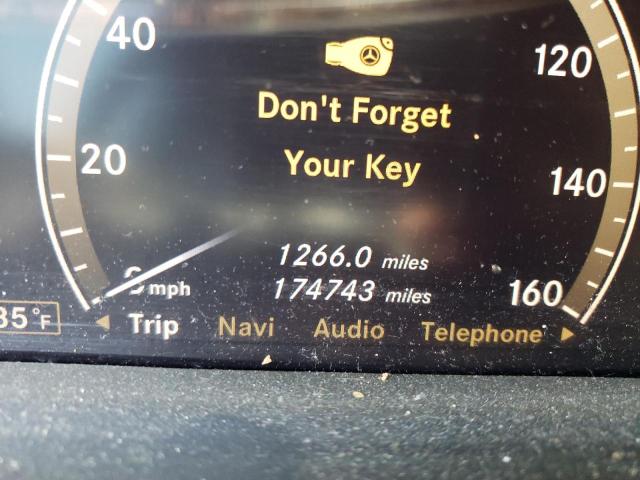 40
120
Don't Forget
Your Key
20
140
1266.0 miles
174743 miles
mph
160
°F
Trip Navi Audio Telephone